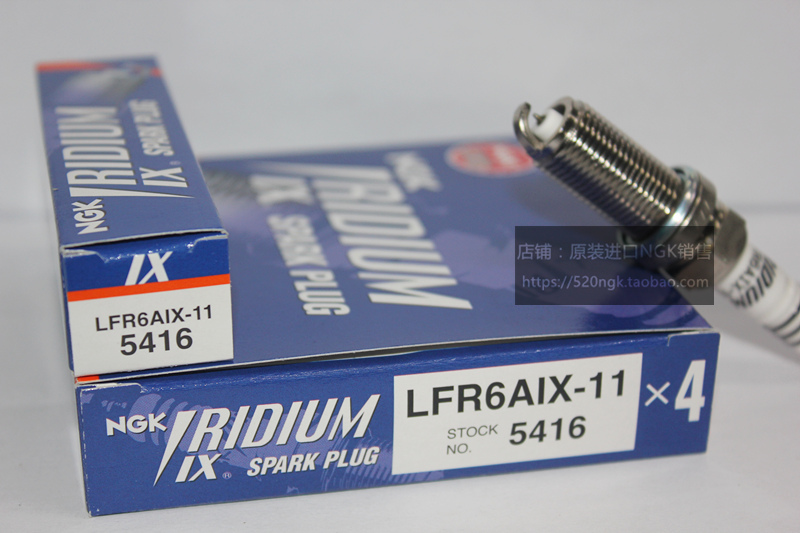 NGK IRIDIUM
IX® SPARK PLUG
IX
LFR6AIX-11
5416
NGK
IRIDIUM
IX SPARK PLUG
店铺：原装进口NGK销售
https://520ngk.taobao.com
NGK IRIDIUM
IX® SPARK PLUG
LFR6AIX-11
STOCK NO. 5416
×4